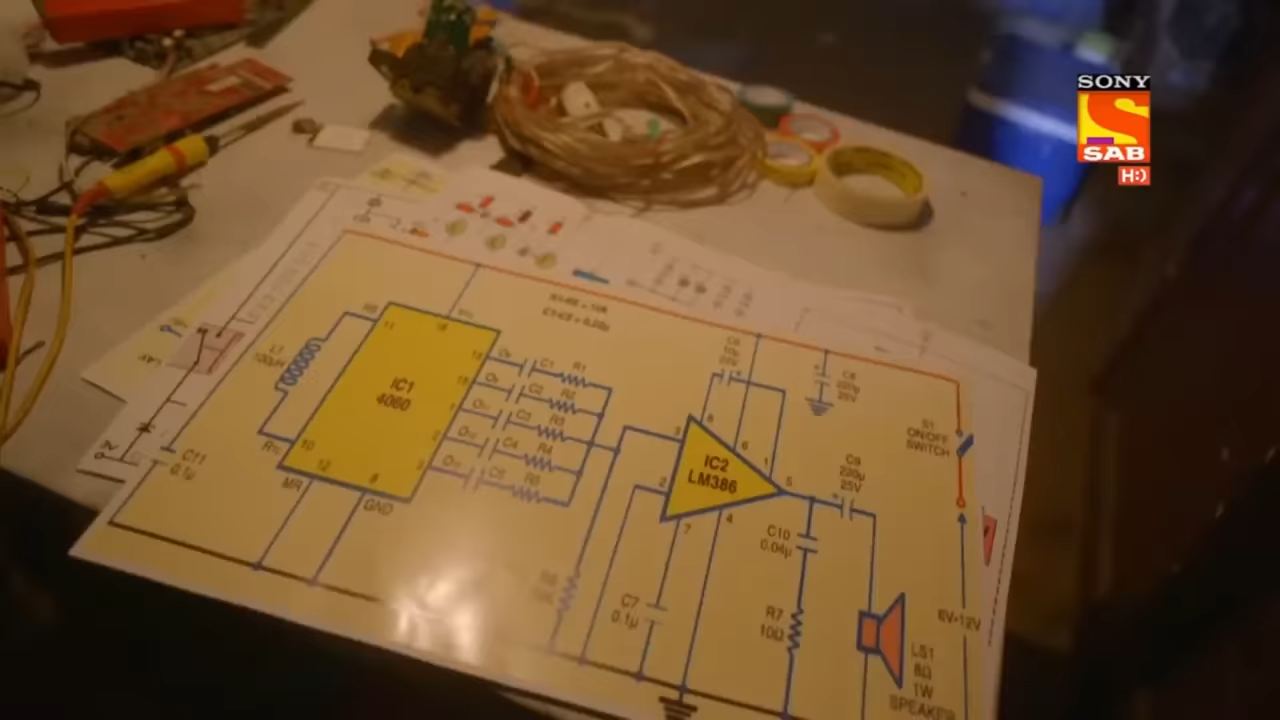 SONY
S
SAB
H:)
IC1
4060
11
10
12
8
MR
GND
C11
0.1µ
L1
100µH
C1
R1
C2
R2
C3
R3
C4
R4
C5
R5
IC2
LM386
3
2
8
6
1
5
7
4
C7
0.1µ
C9
220µ
25V
C10
0.04µ
R7
10Ω
S1
ON/OFF
SWITCH
6V-12V
LS1
8Ω
1W
SPEAKER